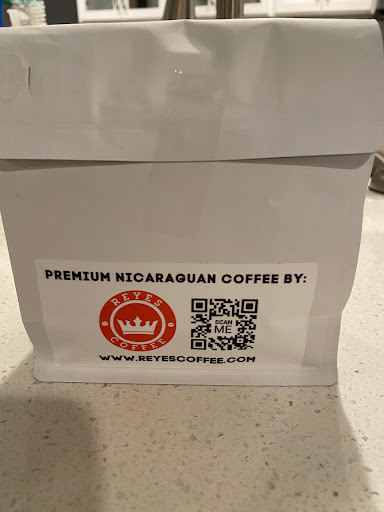 PREMIUM NICARAGUAN COFFEE BY:
REYES
COFFEE
SCAN
ME
WWW.REYESCOFFEE.COM